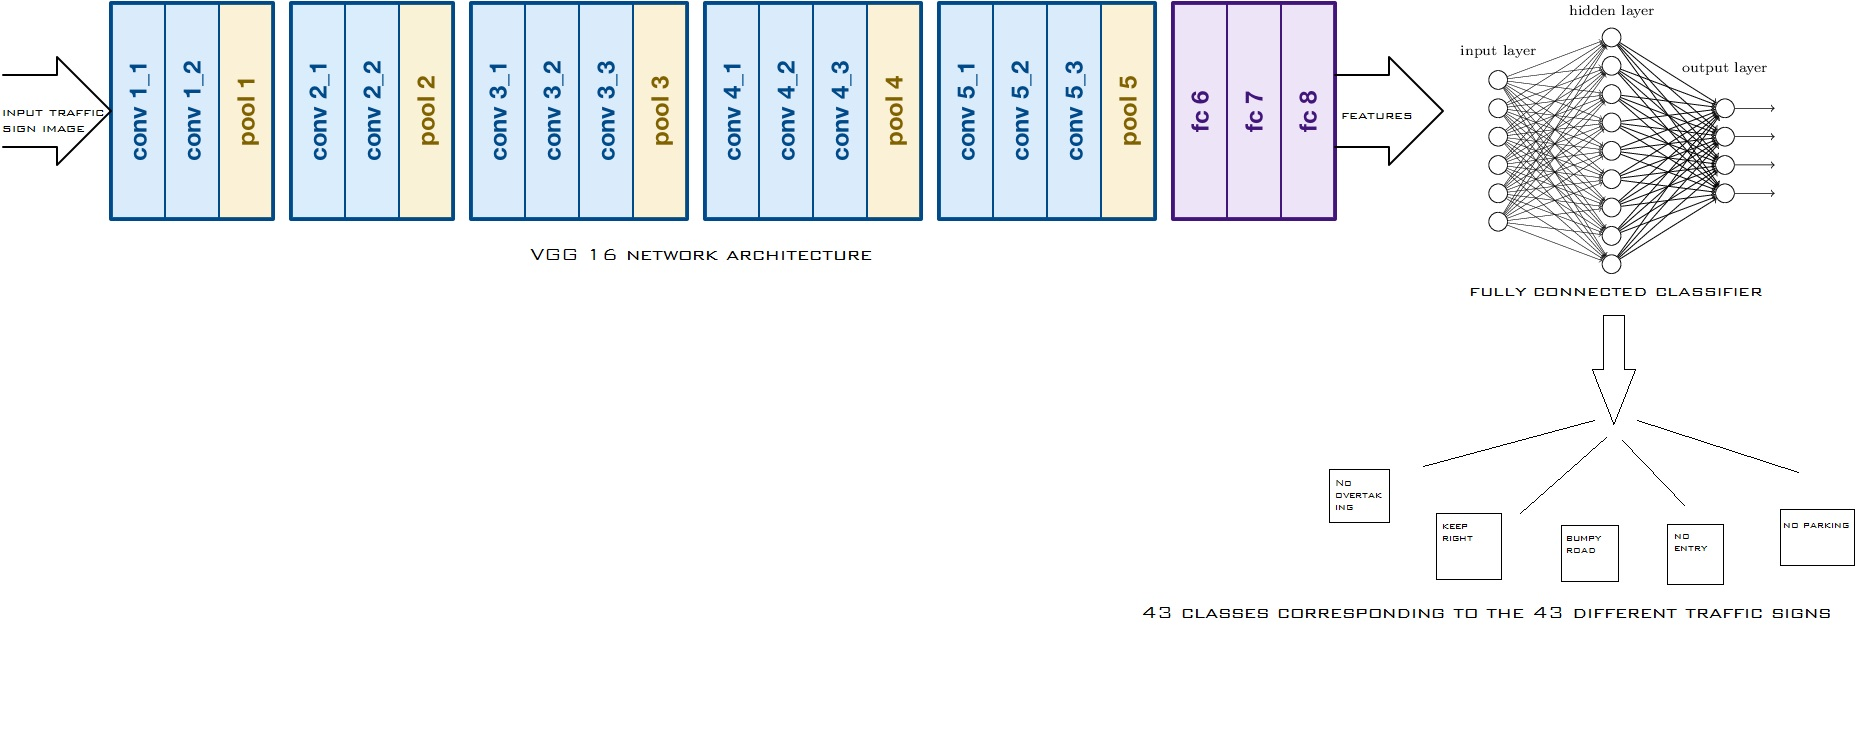 INPUT TRAFFIC
SIGN IMAGE
conv 1_1
conv 1_2
pool 1
conv 2_1
conv 2_2
pool 2
conv 3_1
conv 3_2
conv 3_3
pool 3
conv 4_1
conv 4_2
conv 4_3
pool 4
conv 5_1
conv 5_2
conv 5_3
pool 5
fc 6
fc 7
fc 8
FEATURES
input layer
hidden layer
output layer
VGG 16 NETWORK ARCHITECTURE
FULLY CONNECTED CLASSIFIER
NO
OVERTAK
ING
KEEP
RIGHT
BUMPY
ROAD
NO
ENTRY
NO PARKING
43 CLASSES CORRESPONDING TO THE 43 DIFFERENT TRAFFIC SIGNS